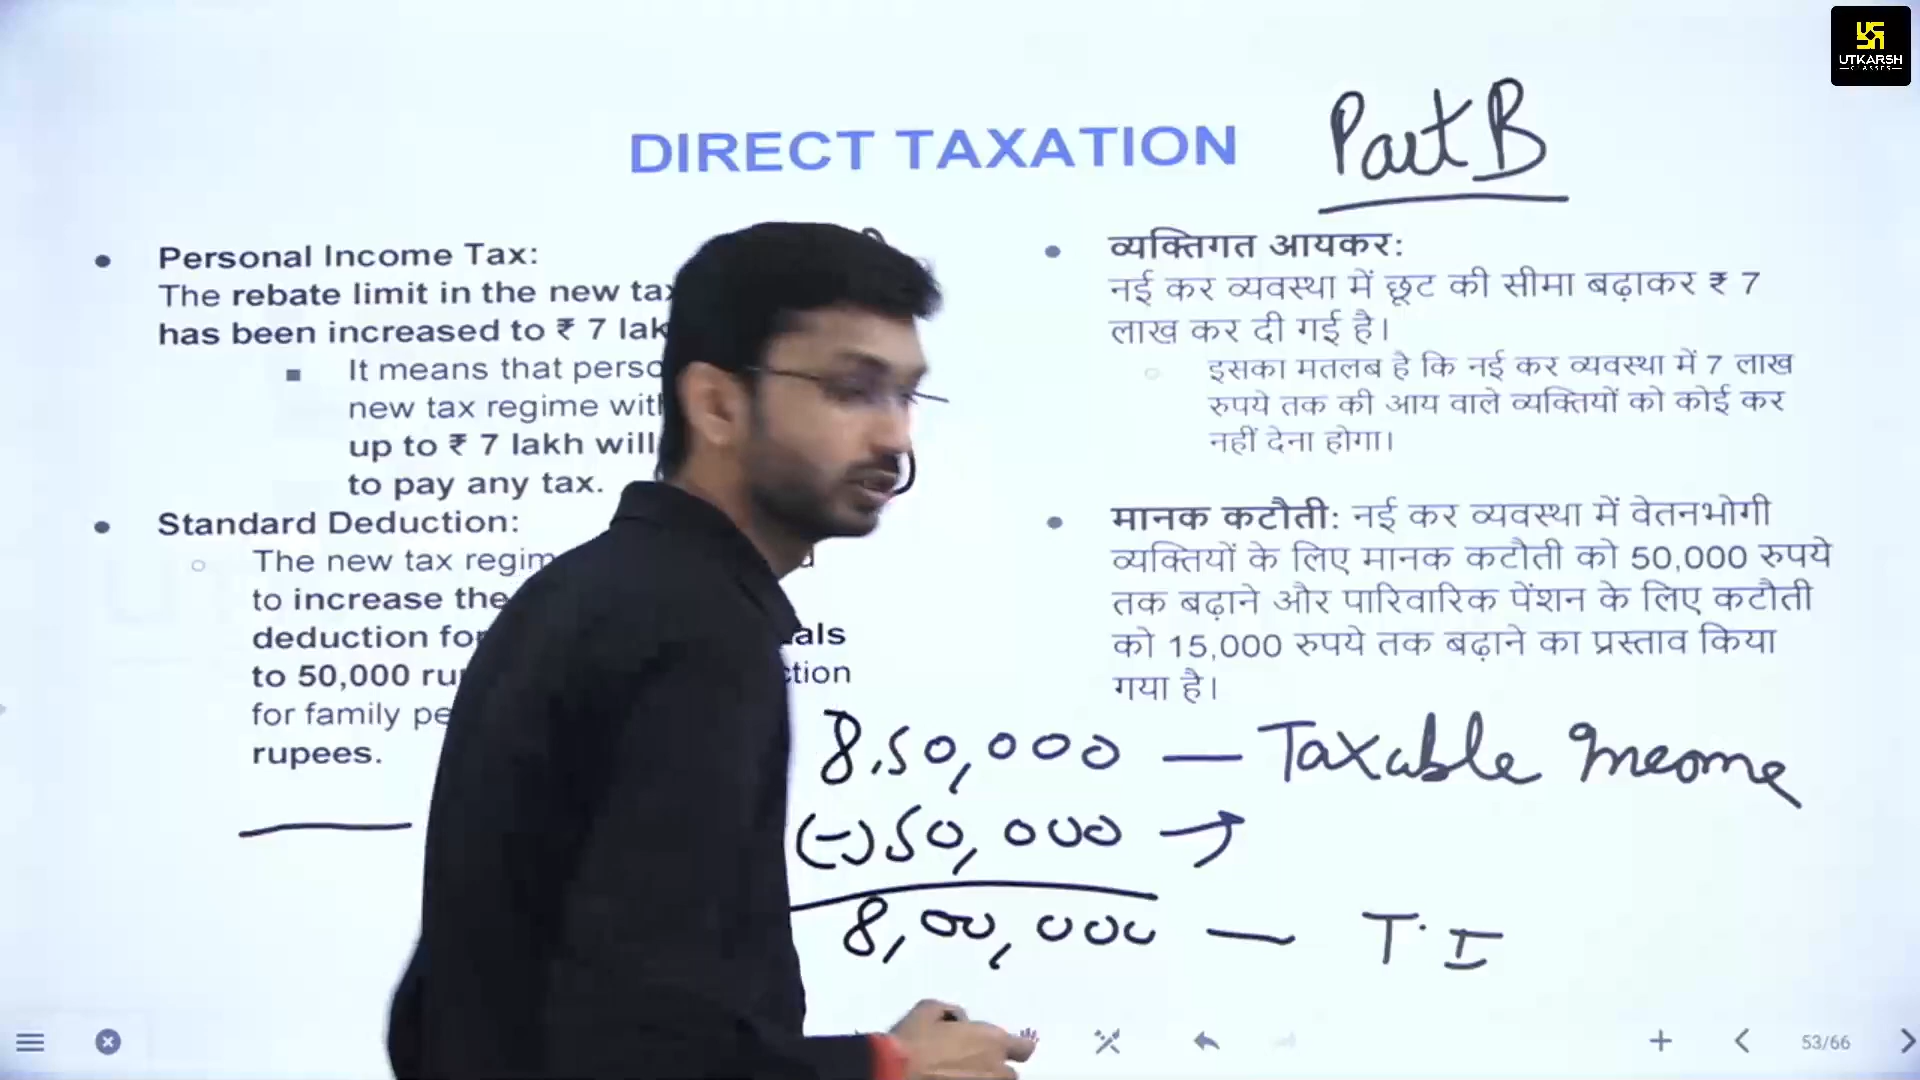 UTKARSH
CLASSES
DIRECT TAXATION
Part B
Personal Income Tax:
The rebate limit in the new tax
has been increased to ₹ 7 lak
It means that perso
new tax regime with
up to ₹ 7 lakh will
to pay any tax.
Standard Deduction:
The new tax regim
to increase the
deduction for als
to 50,000 ru ction
for family pe
rupees.
व्यक्तिगत आयकर:
नई कर व्यवस्था में छूट की सीमा बढ़ाकर ₹ 7
लाख कर दी गई है।
इसका मतलब है कि नई कर व्यवस्था में 7 लाख
रुपये तक की आय वाले व्यक्तियों को कोई कर
नहीं देना होगा।
मानक कटौती: नई कर व्यवस्था में वेतनभोगी
व्यक्तियों के लिए मानक कटौती को 50,000 रुपये
तक बढ़ाने और पारिवारिक पेंशन के लिए कटौती
को 15,000 रुपये तक बढ़ाने का प्रस्ताव किया
गया है।
8,50,000 — Taxable Income
(-) 50,000 →
8,00,000 — T.I
53/66